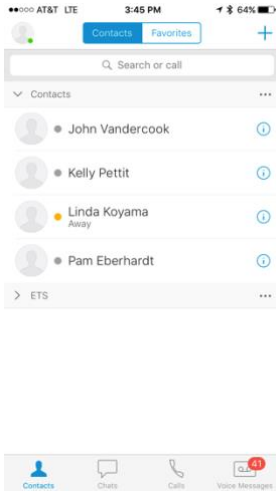 AT&T LTE 3:45 PM 64%
Contacts Favorites
Search or call
Contacts
John Vandercook
Kelly Pettit
Linda Koyama
Away
Pam Eberhardt
ETS
41
Contacts Chats Calls Voice Messages